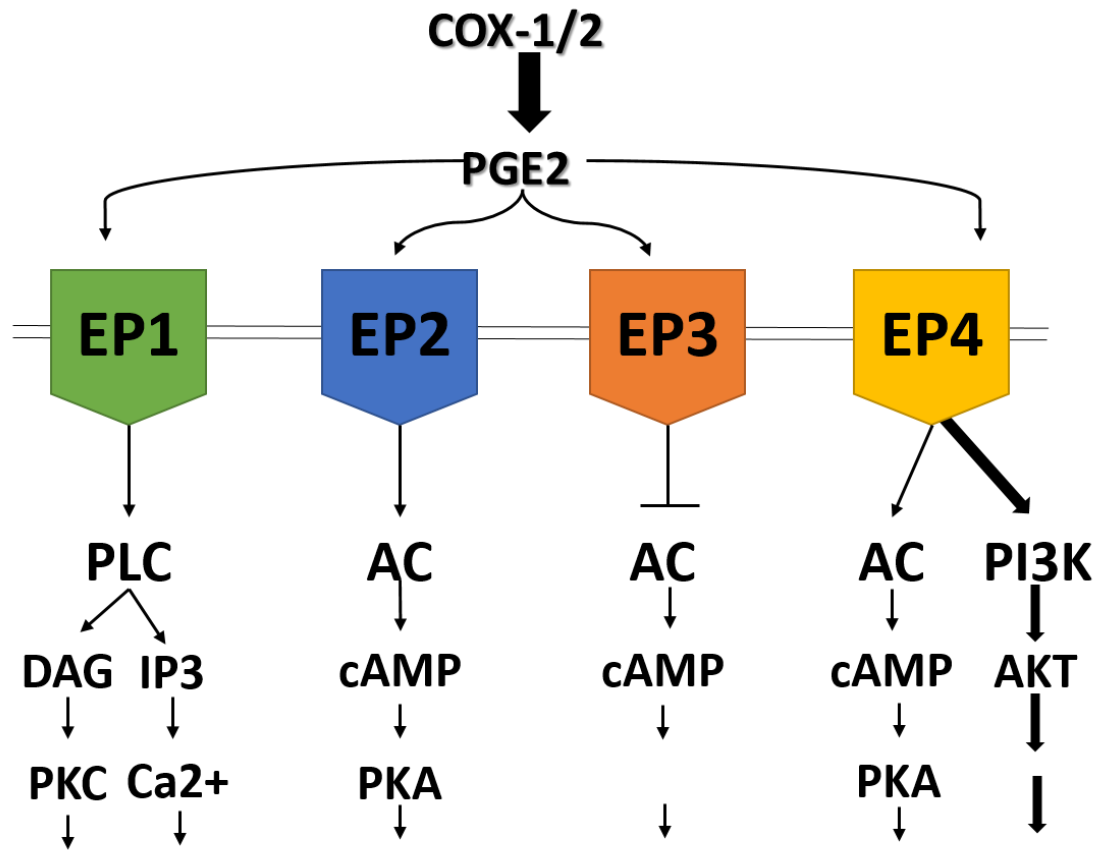 COX-1/2
PGE2
EP1 EP2 EP3 EP4
PLC AC AC AC PI3K
DAG IP3 cAMP cAMP cAMP AKT
PKC Ca2+ PKA PKA